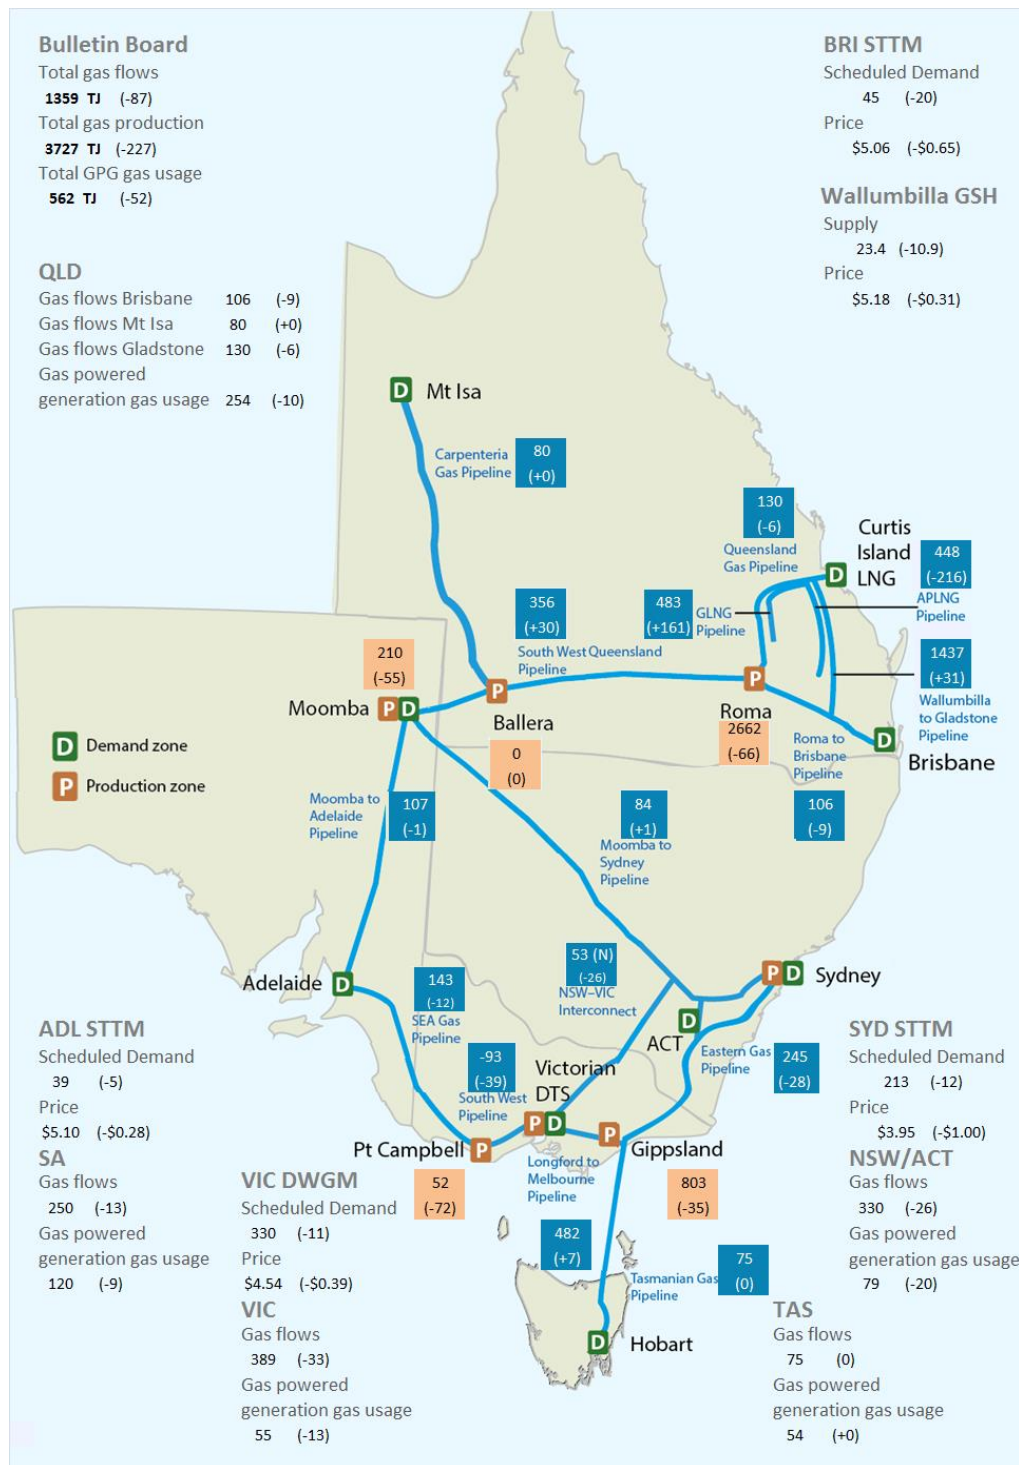 Bulletin Board
Total gas flows
1359 TJ (-87)
Total gas production
3727 TJ (-227)
Total GPG gas usage
562 TJ (-52)
BRI STTM
Scheduled Demand
45 (-20)
Price
$5.06 (-$0.65)
Wallumbilla GSH
Supply
23.4 (-10.9)
Price
$5.18 (-$0.31)
QLD
Gas flows Brisbane 106 (-9)
Gas flows Mt Isa 80 (+0)
Gas flows Gladstone 130 (-6)
Gas powered
generation gas usage 254 (-10)
D Mt Isa
Carpenteria
Gas Pipeline
80
(+0)
130
(-6)
Queensland
Gas Pipeline
Curtis
Island
D LNG
448
(-216)
APLNG
Pipeline
356
(+30)
South West Queensland
Pipeline
483
(+161)
GLNG
Pipeline
1437
(+31)
Wallumbilla
to Gladstone
Pipeline
210
(-55)
Moomba P D
P
Ballera
0
(0)
P
Roma
2662
(-66)
Roma to
Brisbane
Pipeline
D
Brisbane
106
(-9)
D Demand zone
P Production zone
Moomba to
Adelaide
Pipeline
107
(-1)
84
(+1)
Moomba to
Sydney
Pipeline
Adelaide D
143
(-12)
SEA Gas
Pipeline
53 (N)
(-26)
NSW–VIC
Interconnect
P D Sydney
D
ACT
Eastern Gas
Pipeline
245
(-28)
-93
(-39)
South West
Pipeline
Victorian
DTS
P D
P
Gippsland
Pt Campbell P
52
(-72)
Longford to
Melbourne
Pipeline
482
(+7)
803
(-35)
75
(0)
Tasmanian Gas
Pipeline
D Hobart
ADL STTM
Scheduled Demand
39 (-5)
Price
$5.10 (-$0.28)
SA
Gas flows
250 (-13)
Gas powered
generation gas usage
120 (-9)
VIC DWGM
Scheduled Demand
330 (-11)
Price
$4.54 (-$0.39)
VIC
Gas flows
389 (-33)
Gas powered
generation gas usage
55 (-13)
SYD STTM
Scheduled Demand
213 (-12)
Price
$3.95 (-$1.00)
NSW/ACT
Gas flows
330 (-26)
Gas powered
generation gas usage
79 (-20)
TAS
Gas flows
75 (0)
Gas powered
generation gas usage
54 (+0)